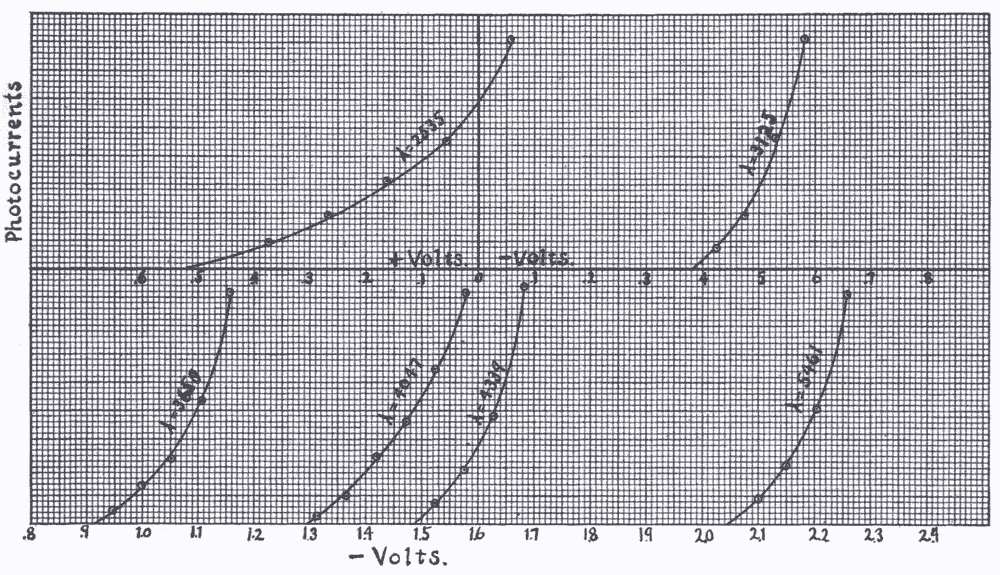 Photocurrents
λ=2535
λ=3125
+Volts. -Volts.
.6 .5 .4 .3 .2 .1 .0 .1 .2 .3 .4 .5 .6 .7 .8
λ=3650
λ=4047
λ=4339
λ=5461
.8 .9 1.0 1.1 1.2 1.3 1.4 1.5 1.6 1.7 1.8 1.9 2.0 2.1 2.2 2.3 2.4
- Volts.